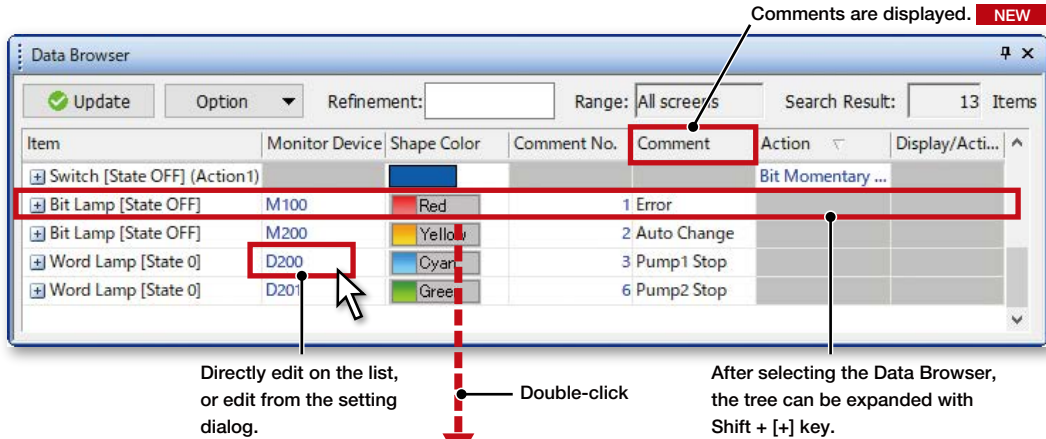 Comments are displayed. NEW
Data Browser
Update Option Refinement: Range: All screens Search Result: 13 Items
Item Monitor Device Shape Color Comment No. Comment Action Display/Acti...
Switch [State OFF] (Action1) Bit Momentary ...
Bit Lamp [State OFF] M100 Red 1 Error
Bit Lamp [State OFF] M200 Yellow 2 Auto Change
Word Lamp [State 0] D200 Cyan 3 Pump1 Stop
Word Lamp [State 0] D201 Green 6 Pump2 Stop
Directly edit on the list,
or edit from the setting
dialog.
Double-click
After selecting the Data Browser,
the tree can be expanded with
Shift + [+] key.